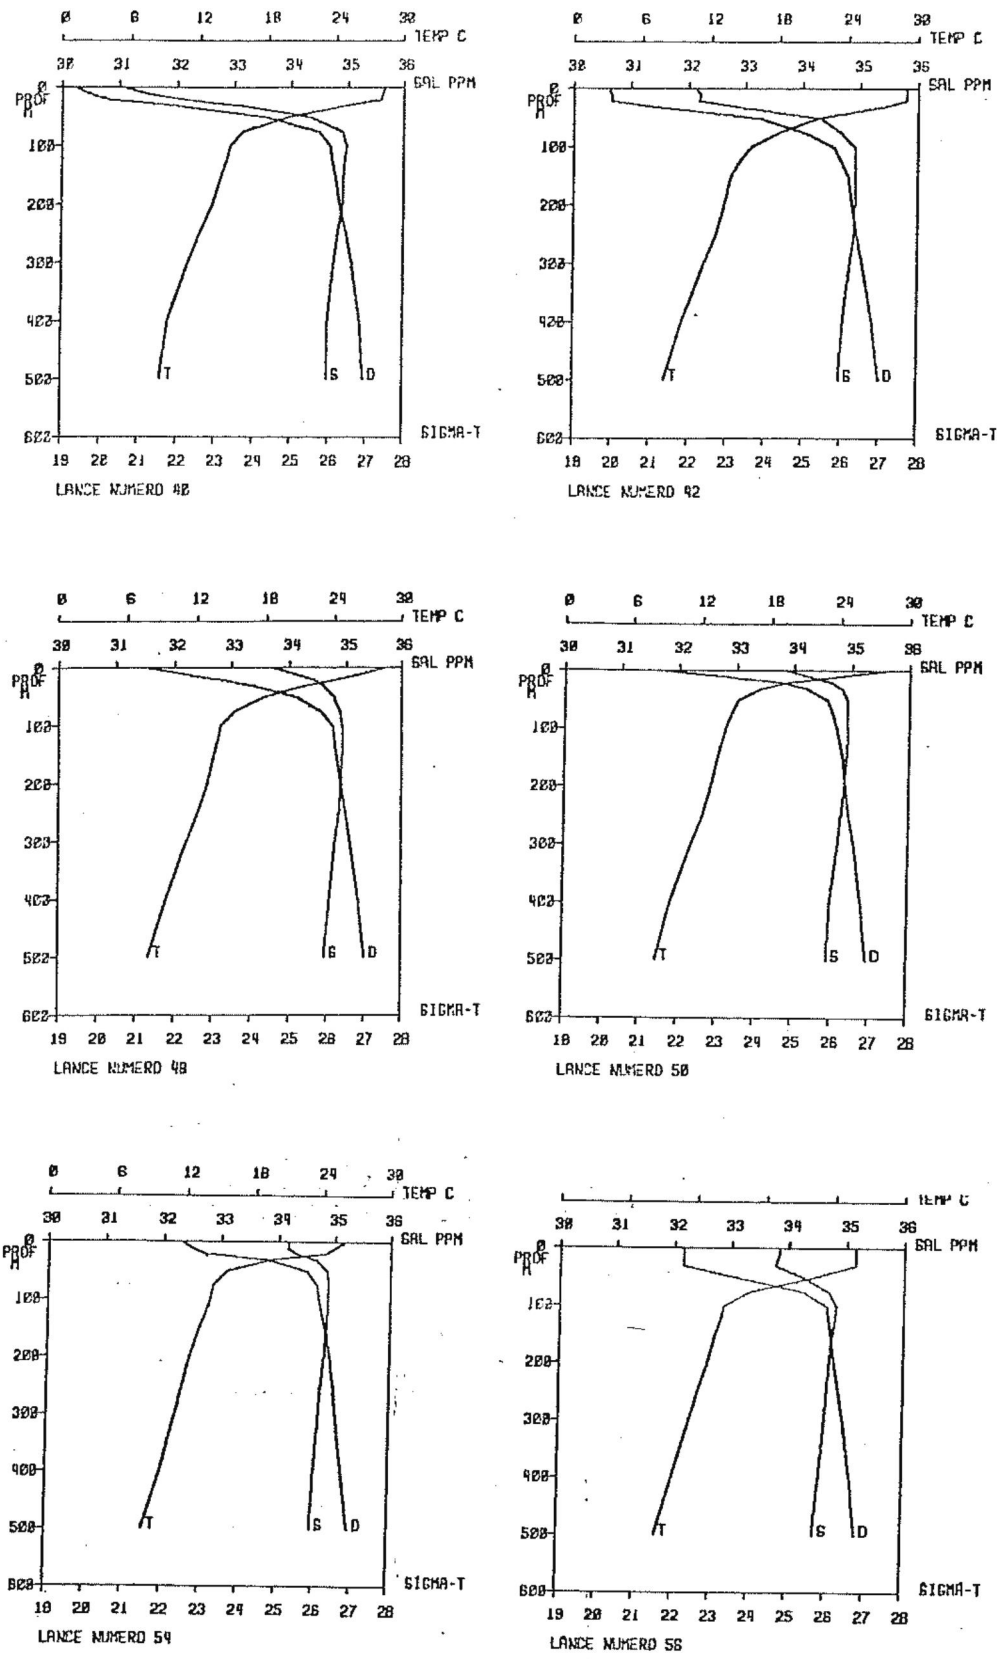 0 6 12 18 24 30
TEMP C
30 31 32 33 34 35 36
SAL PPM
0
PROF
M
100
200
300
400
500
600
T S D
SIGMA-T
19 20 21 22 23 24 25 26 27 28
LANCE NUMERO 40
0 6 12 18 24 30
TEMP C
30 31 32 33 34 35 36
SAL PPM
0
PROF
M
100
200
300
400
500
600
T S D
SIGMA-T
19 20 21 22 23 24 25 26 27 28
LANCE NUMERO 42
0 6 12 18 24 30
TEMP C
30 31 32 33 34 35 36
SAL PPM
0
PROF
M
100
200
300
400
500
600
T S D
SIGMA-T
19 20 21 22 23 24 25 26 27 28
LANCE NUMERO 48
0 6 12 18 24 30
TEMP C
30 31 32 33 34 35 36
SAL PPM
0
PROF
M
100
200
300
400
500
600
T S D
SIGMA-T
19 20 21 22 23 24 25 26 27 28
LANCE NUMERO 50
0 6 12 18 24 30
TEMP C
30 31 32 33 34 35 36
SAL PPM
0
PROF
M
100
200
300
400
500
600
T S D
SIGMA-T
19 20 21 22 23 24 25 26 27 28
LANCE NUMERO 54
TEMP C
30 31 32 33 34 35 36
SAL PPM
0
PROF
M
100
200
300
400
500
600
T S D
SIGMA-T
19 20 21 22 23 24 25 26 27 28
LANCE NUMERO 56